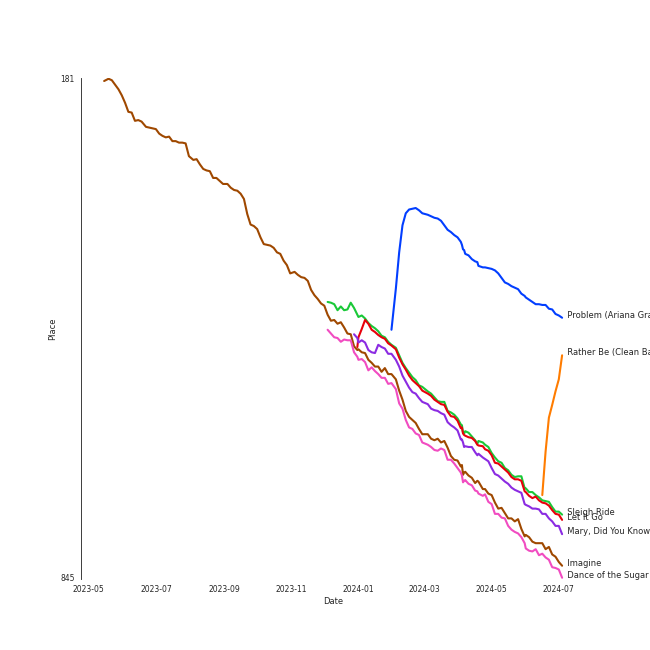 181
Place
Problem (Ariana Gra
Rather Be (Clean Ba
Sleigh Ride
Let It Go
Mary, Did You Know
Imagine
Dance of the Sugar
845
2023-05 2023-07 2023-09 2023-11 2024-01 2024-03 2024-05 2024-07
Date